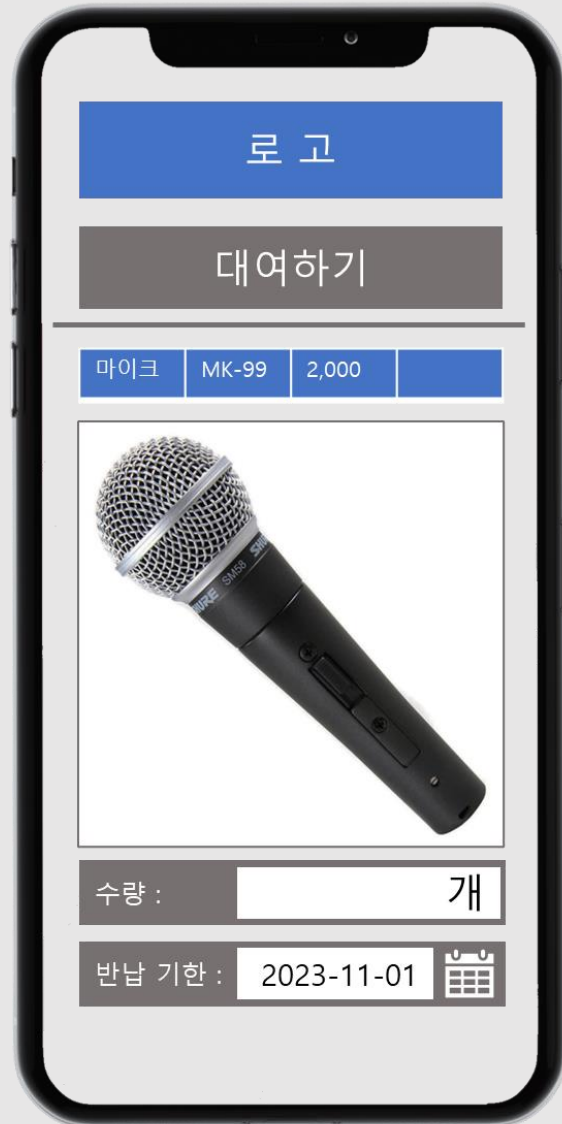 로 고
대여하기
마이크 MK-99 2,000
SHURE SM58
수량 : 개
반납 기한 : 2023-11-01